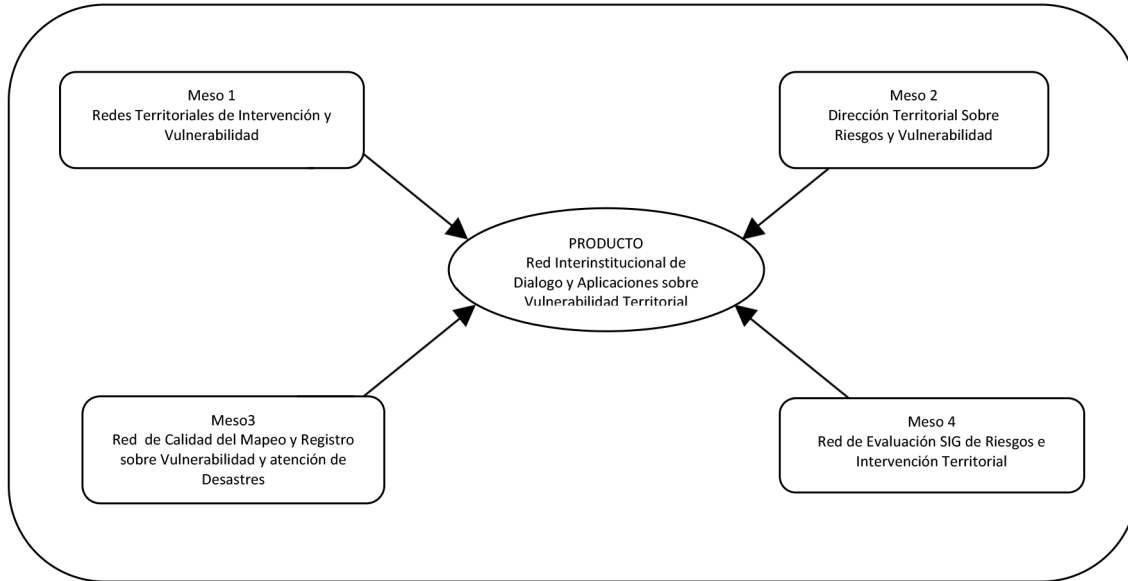 Meso 1
Redes Territoriales de Intervención y
Vulnerabilidad
Meso 2
Dirección Territorial Sobre
Riesgos y Vulnerabilidad
PRODUCTO
Red Interinstitucional de
Dialogo y Aplicaciones sobre
Vulnerabilidad Territorial
Meso3
Red de Calidad del Mapeo y Registro
sobre Vulnerabilidad y atención de
Desastres
Meso 4
Red de Evaluación SIG de Riesgos e
Intervención Territorial